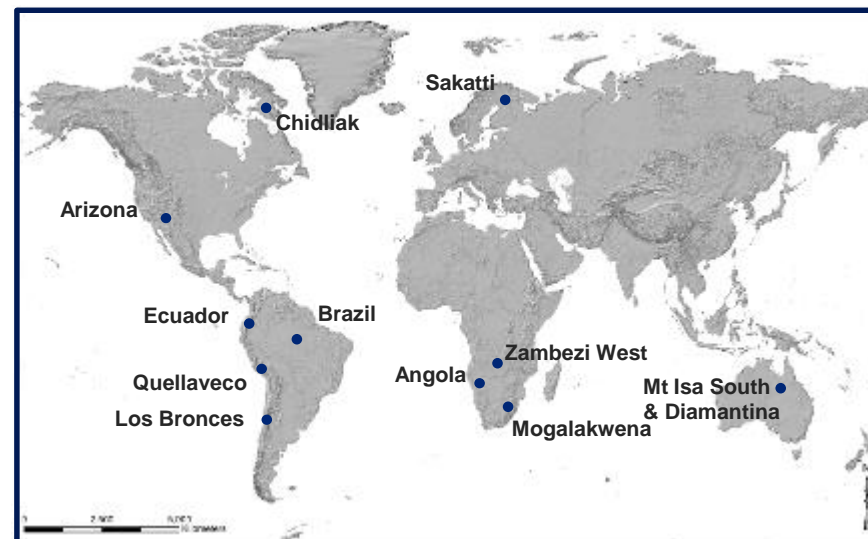 Sakatti
Chidliak
Arizona
Ecuador
Brazil
Zambezi West
Quellaveco
Angola
Mt Isa South
& Diamantina
Los Bronces
Mogalakwena